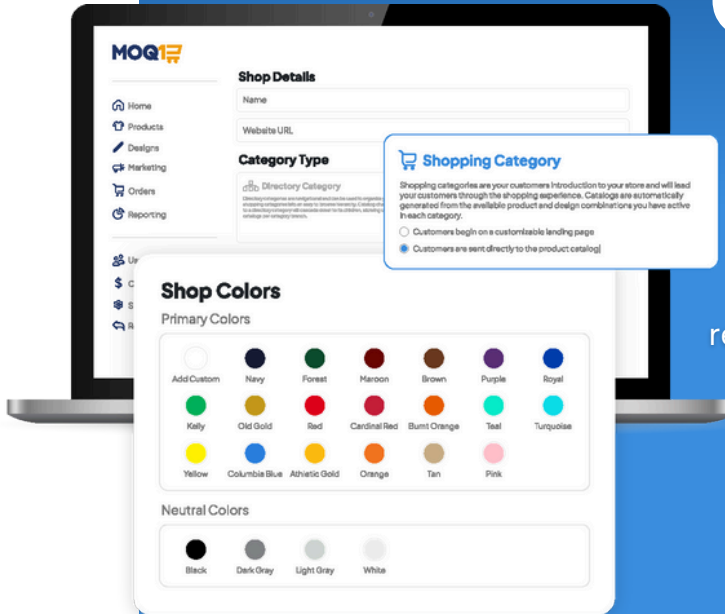 MOQ1
Shop Details
Name
Website URL
Home
Products
Designs
Marketing
Orders
Reporting
Category Type
Directory Category
Shopping Category
Shopping categories are your customers introduction to your store and will lead
your customers through the shopping experience. Catalogs are automatically
generated from the available product and design combinations you have active
in each category.
Customers begin on a customizable landing page
Customers are sent directly to the product catalog
Shop Colors
Primary Colors
Add Custom Navy Forest Maroon Brown Purple Royal
Kelly Old Gold Red Cardinal Red Burnt Orange Teal Turquoise
Yellow Columbia Blue Athletic Gold Orange Tan Pink
Neutral Colors
Black Dark Gray Light Gray White
re